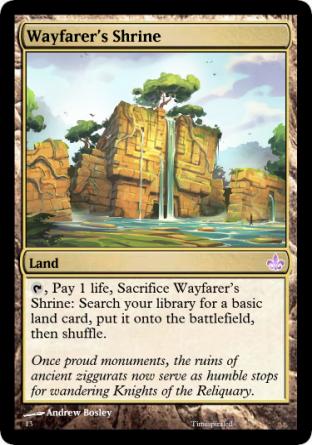 Wayfarer's Shrine
Land
, Pay 1 life, Sacrifice Wayfarer's
Shrine: Search your library for a basic
land card, put it onto the battlefield,
then shuffle.
Once proud monuments, the ruins of
ancient ziggurats now serve as humble stops
for wandering Knights of the Reliquary.
Andrew Bosley
13 Timespiraled